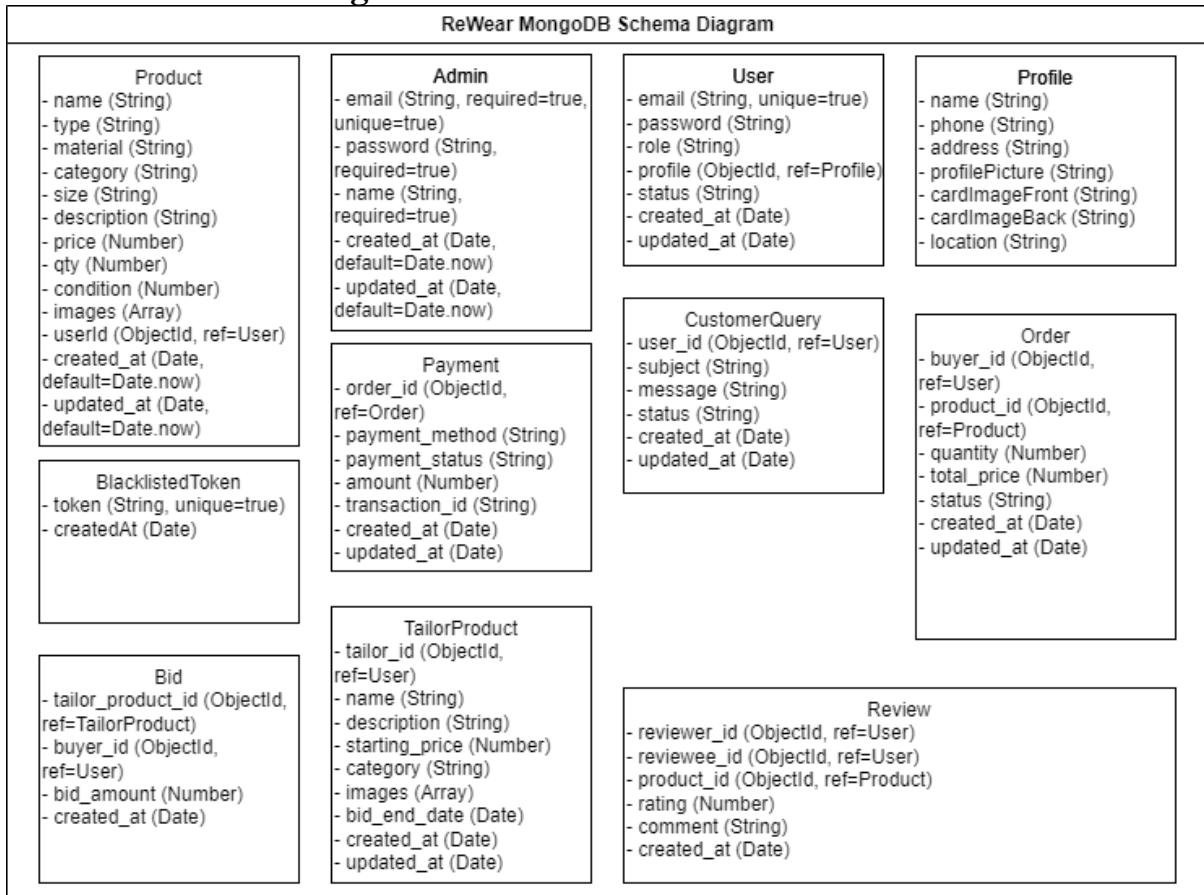 ReWear MongoDB Schema Diagram
Product
- name (String)
- type (String)
- material (String)
- category (String)
- size (String)
- description (String)
- price (Number)
- qty (Number)
- condition (Number)
- images (Array)
- userId (ObjectId, ref=User)
- created_at (Date,
default=Date.now)
- updated_at (Date,
default=Date.now)
Admin
- email (String, required=true,
unique=true)
- password (String,
required=true)
- name (String,
required=true)
- created_at (Date,
default=Date.now)
- updated_at (Date,
default=Date.now)
User
- email (String, unique=true)
- password (String)
- role (String)
- profile (ObjectId, ref=Profile)
- status (String)
- created_at (Date)
- updated_at (Date)
Profile
- name (String)
- phone (String)
- address (String)
- profilePicture (String)
- cardImageFront (String)
- cardImageBack (String)
- location (String)
BlacklistedToken
- token (String, unique=true)
- createdAt (Date)
Payment
- order_id (ObjectId,
ref=Order)
- payment_method (String)
- payment_status (String)
- amount (Number)
- transaction_id (String)
- created_at (Date)
- updated_at (Date)
CustomerQuery
- user_id (ObjectId, ref=User)
- subject (String)
- message (String)
- status (String)
- created_at (Date)
- updated_at (Date)
Order
- buyer_id (ObjectId,
ref=User)
- product_id (ObjectId,
ref=Product)
- quantity (Number)
- total_price (Number)
- status (String)
- created_at (Date)
- updated_at (Date)
Bid
- tailor_product_id (ObjectId,
ref=TailorProduct)
- buyer_id (ObjectId,
ref=User)
- bid_amount (Number)
- created_at (Date)
TailorProduct
- tailor_id (ObjectId,
ref=User)
- name (String)
- description (String)
- starting_price (Number)
- category (String)
- images (Array)
- bid_end_date (Date)
- created_at (Date)
- updated_at (Date)
Review
- reviewer_id (ObjectId, ref=User)
- reviewee_id (ObjectId, ref=User)
- product_id (ObjectId, ref=Product)
- rating (Number)
- comment (String)
- created_at (Date)